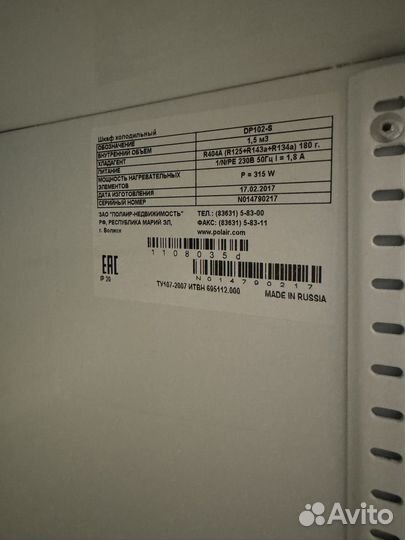 Шкаф холодильный
ОБОЗНАЧЕНИЕ DP102-S
ВНУТРЕННИЙ ОБЪЕМ 1,5 м3
ХЛАДАГЕНТ R404A (R125+R143a+R134a) 180 г.
ПИТАНИЕ 1/N/PE 230В 50Гц I = 1,8 А
МОЩНОСТЬ НАГРЕВАТЕЛЬНЫХ
ЭЛЕМЕНТОВ P = 315 W
ДАТА ИЗГОТОВЛЕНИЯ 17.02.2017
СЕРИЙНЫЙ НОМЕР N014790217
ЗАО "ПОЛАИР-НЕДВИЖИМОСТЬ" ТЕЛ.: (83631) 5-83-00
РФ, РЕСПУБЛИКА МАРИЙ ЭЛ, ФАКС: (83631) 5-83-11
г. Волжск www.polair.com
1108035d
EAC
N014790217
IP 20
ТУ107-2007 ИТВН 695112.000 MADE IN RUSSIA
Avito